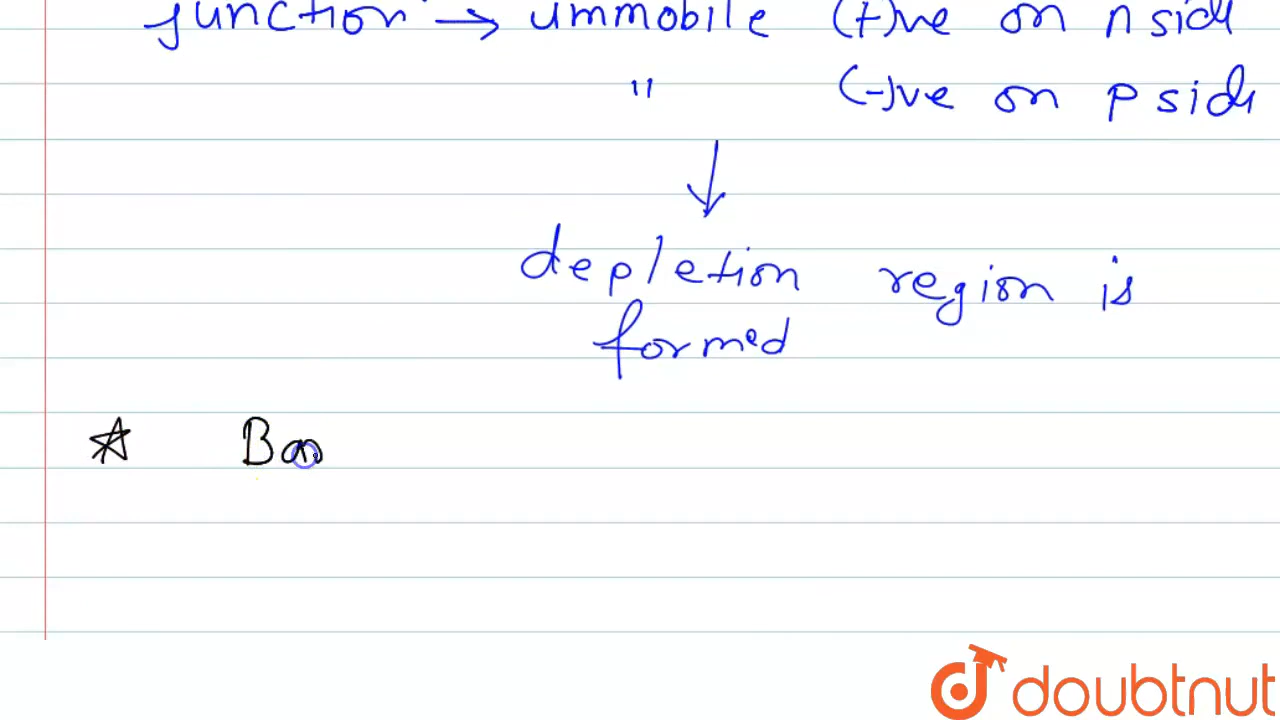 junction → immobile (+)ve on n side
" (-)ve on p side
↓
depletion region is
formed
☆ Ba
doubtnut